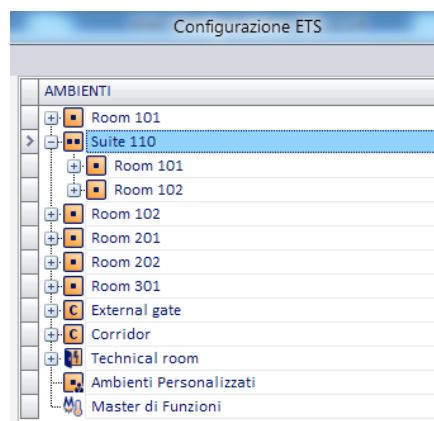 Configurazione ETS
AMBIENTI
Room 101
Suite 110
Room 101
Room 102
Room 102
Room 201
Room 202
Room 301
C External gate
C Corridor
Technical room
Ambienti Personalizzati
Master di Funzioni